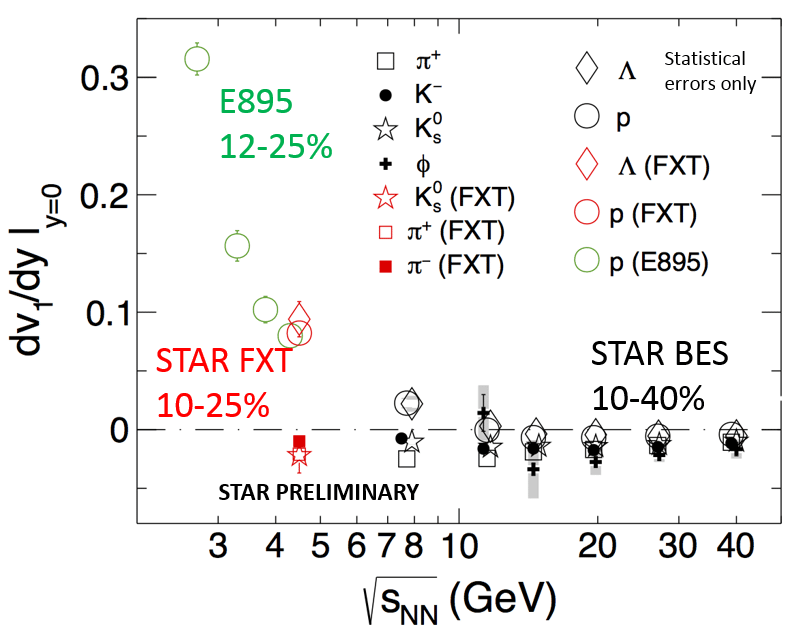 0.3
0.2
0.1
0
dv₁/dy |y=0
E895
12-25%
π⁺
K⁻
K⁰s
ϕ
K⁰s (FXT)
π⁺ (FXT)
π⁻ (FXT)
Λ
p
Λ (FXT)
p (FXT)
p (E895)
Statistical
errors only
STAR FXT
10-25%
STAR BES
10-40%
STAR PRELIMINARY
3 4 5 6 7 8 10 20 30 40
√sNN (GeV)